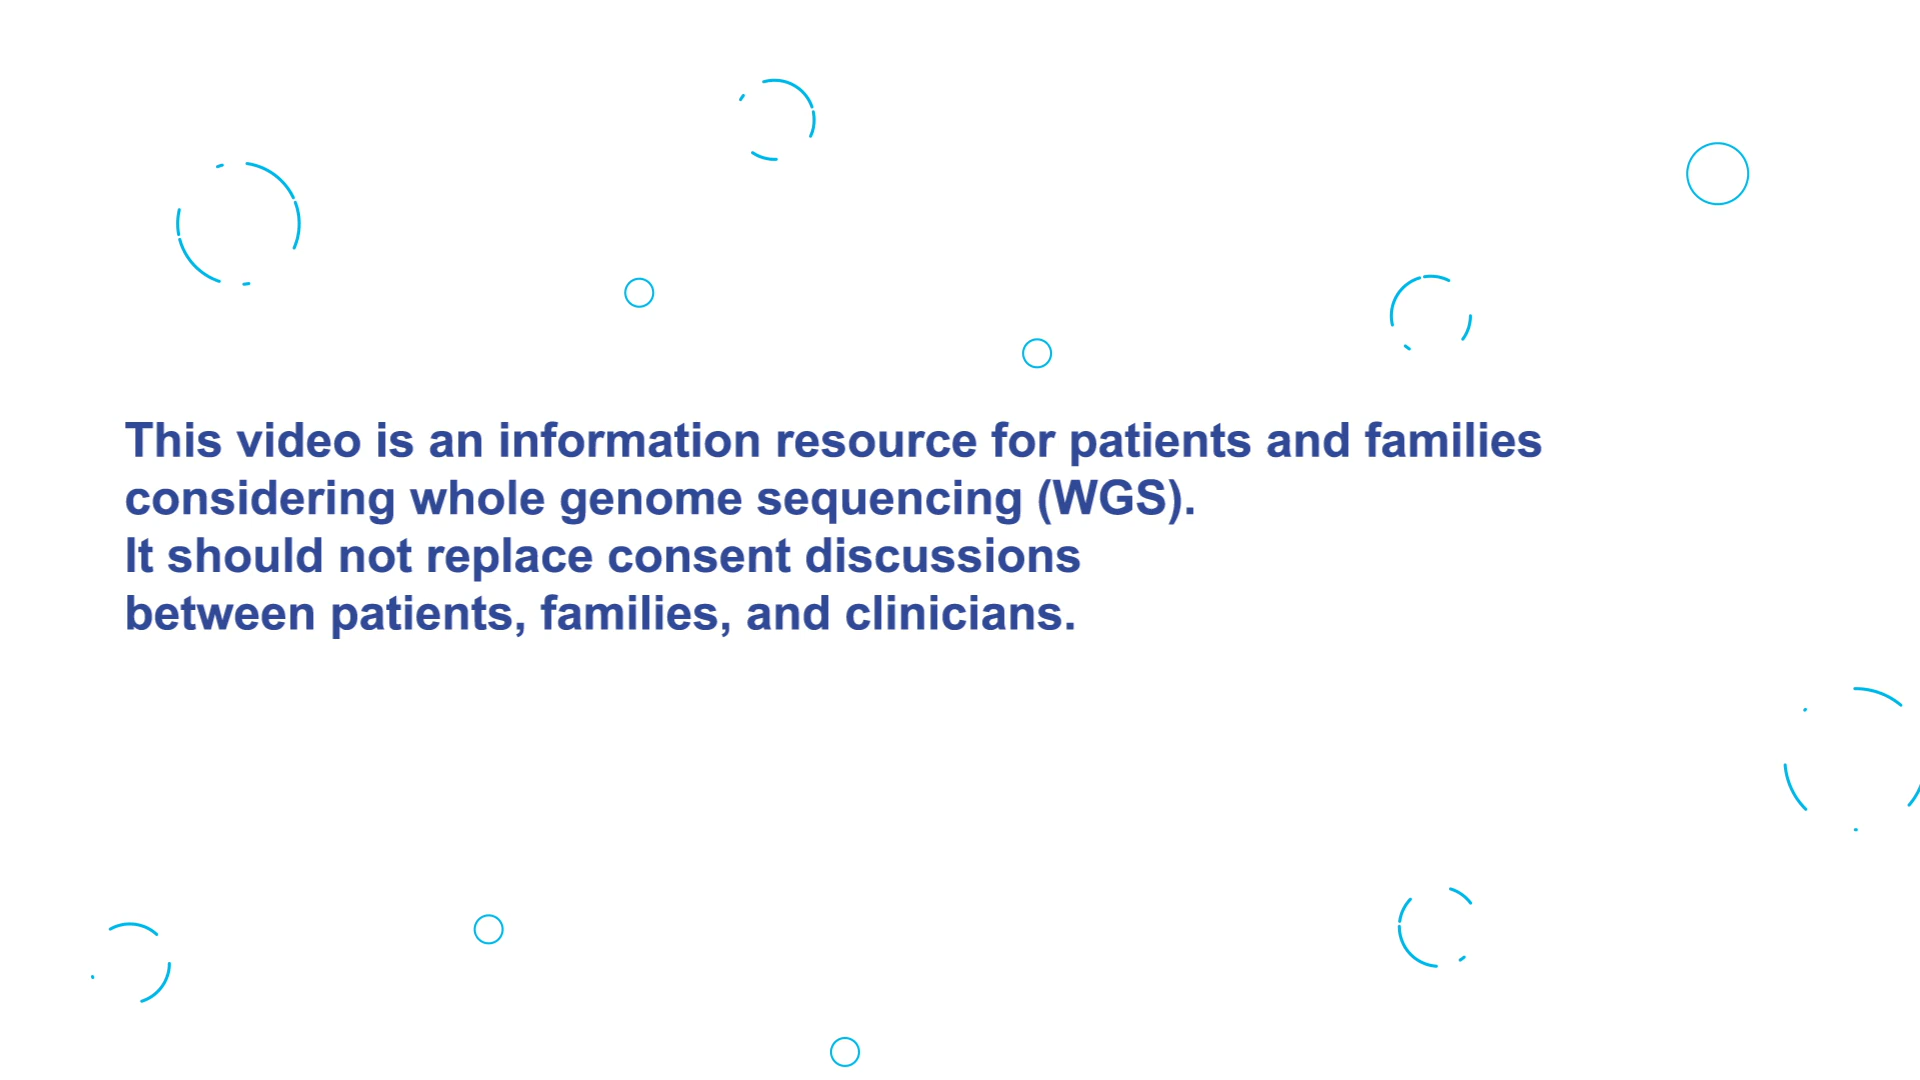 This video is an information resource for patients and families
considering whole genome sequencing (WGS).
It should not replace consent discussions
between patients, families, and clinicians.